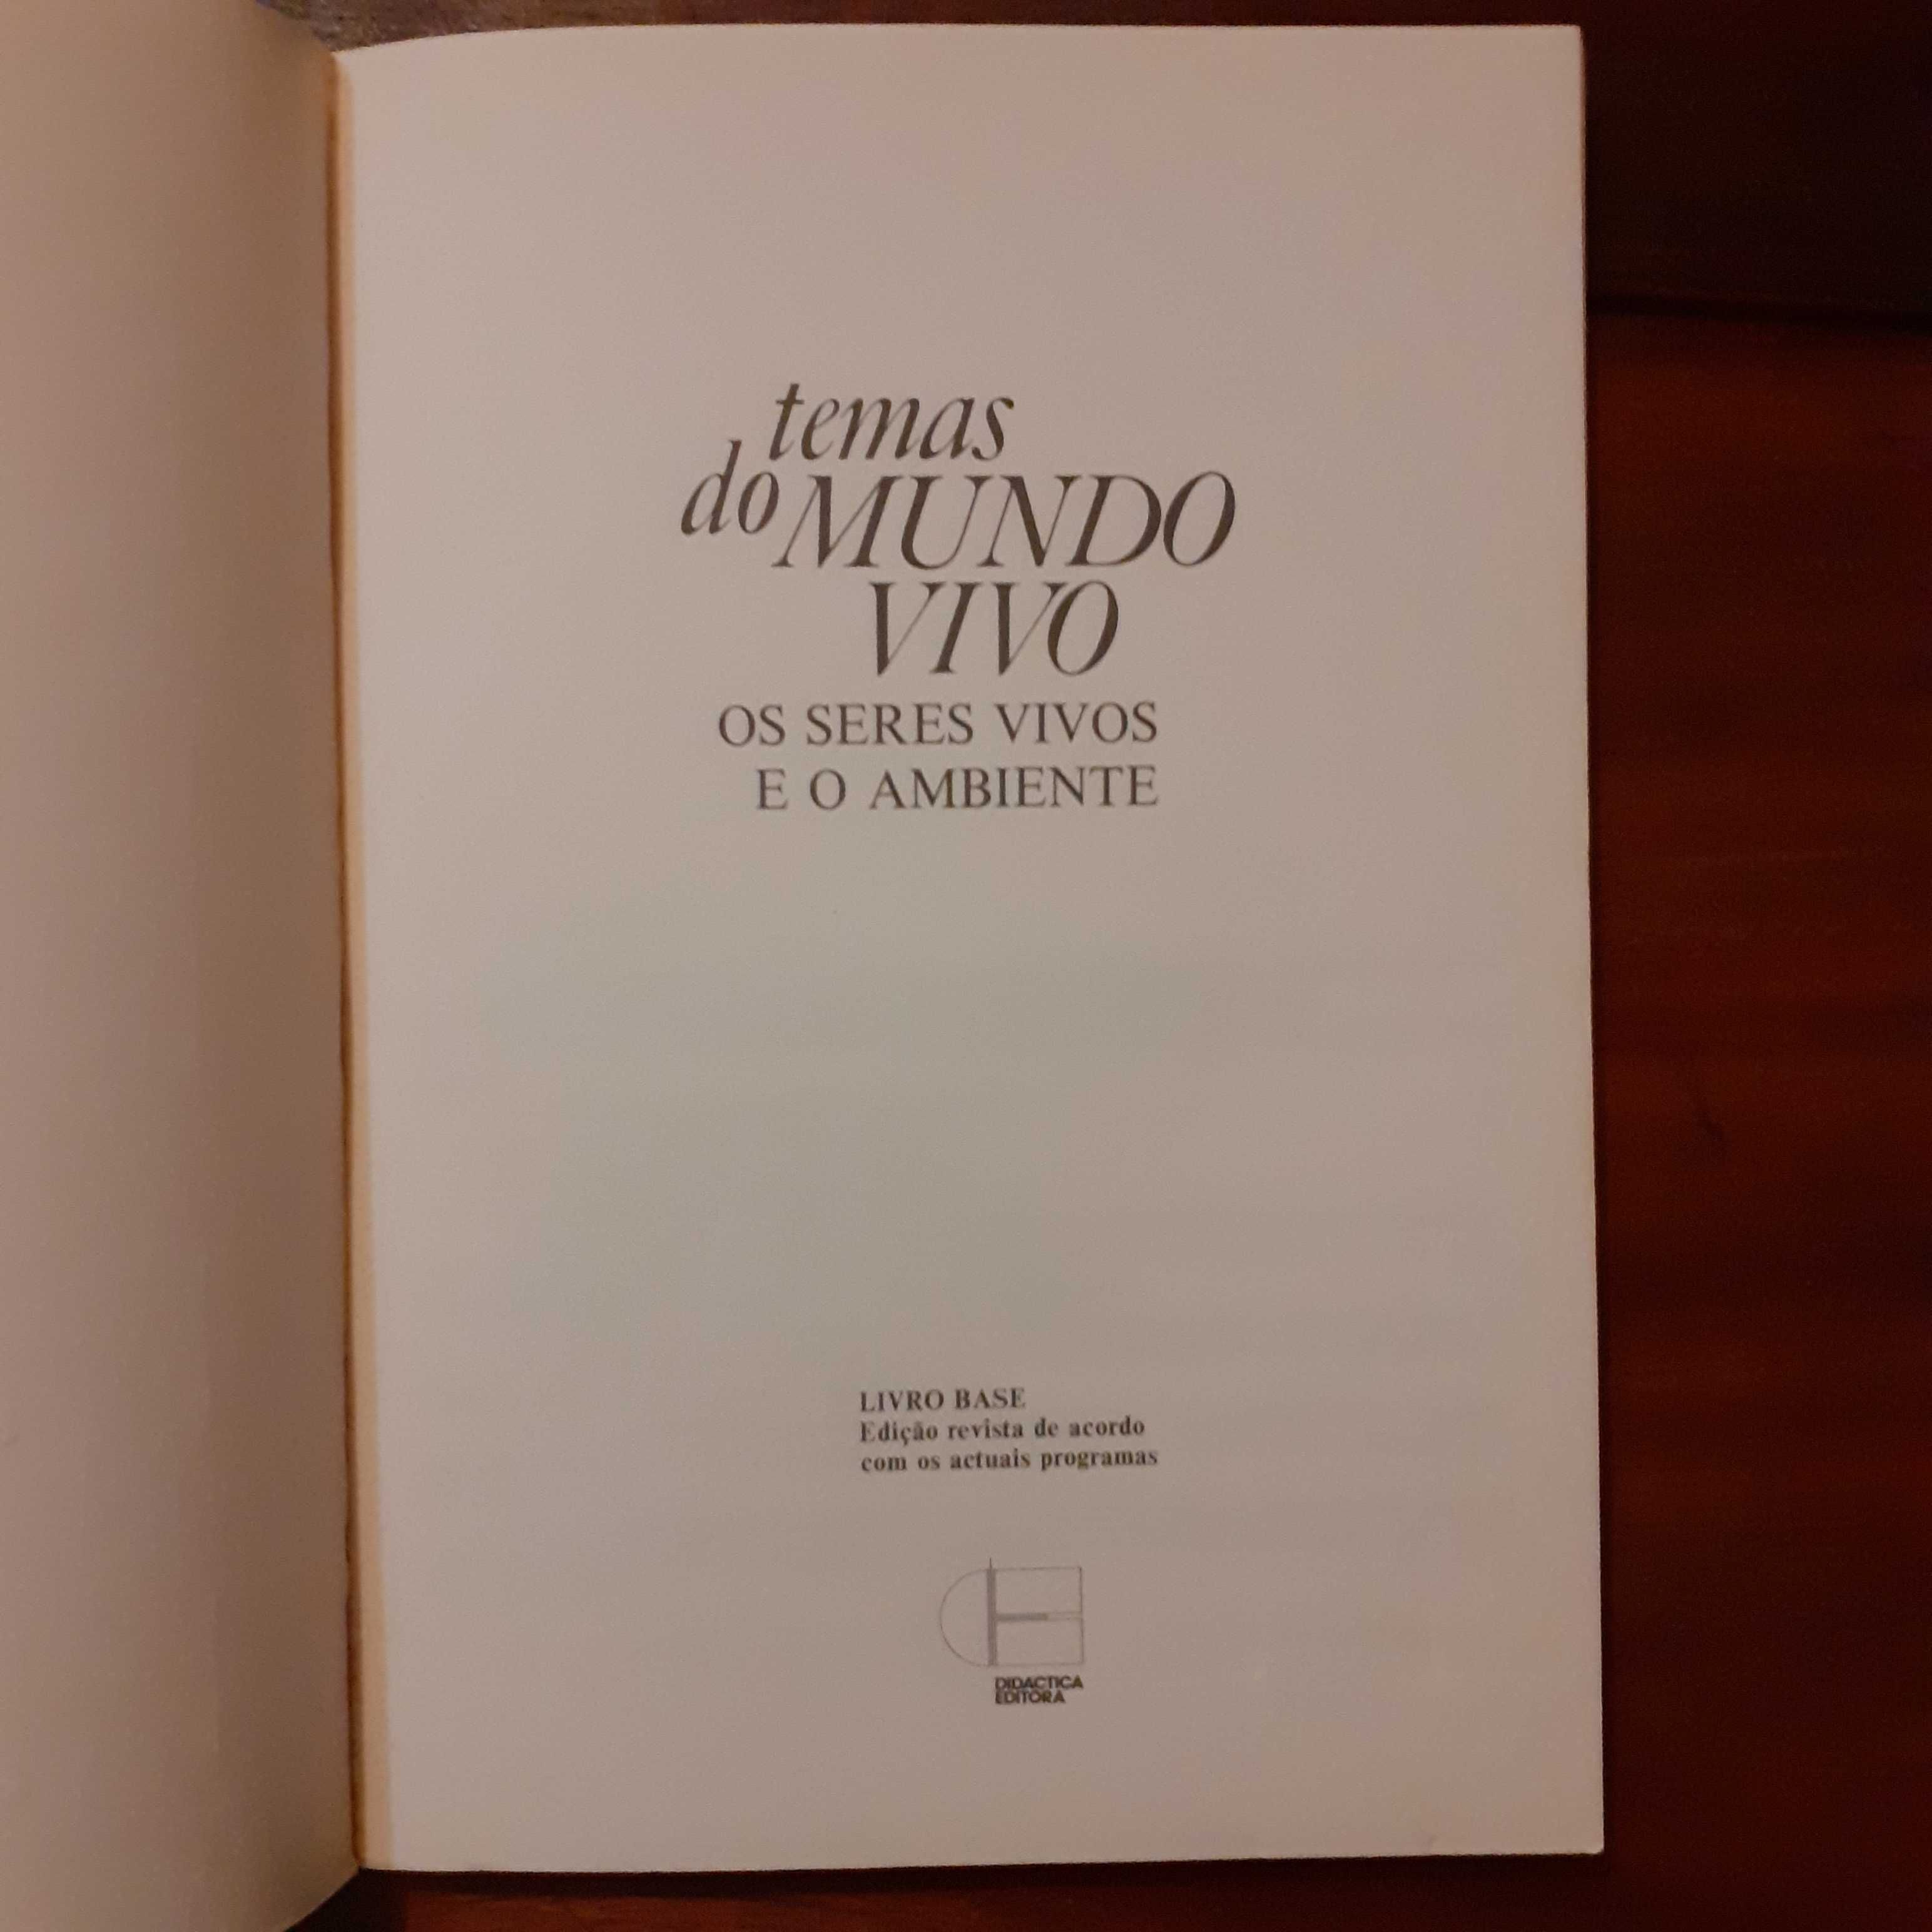 temas
do MUNDO
VIVO
OS SERES VIVOS
E O AMBIENTE
LIVRO BASE
Edição revista de acordo
com os actuais programas
DIDACTICA
EDITORA